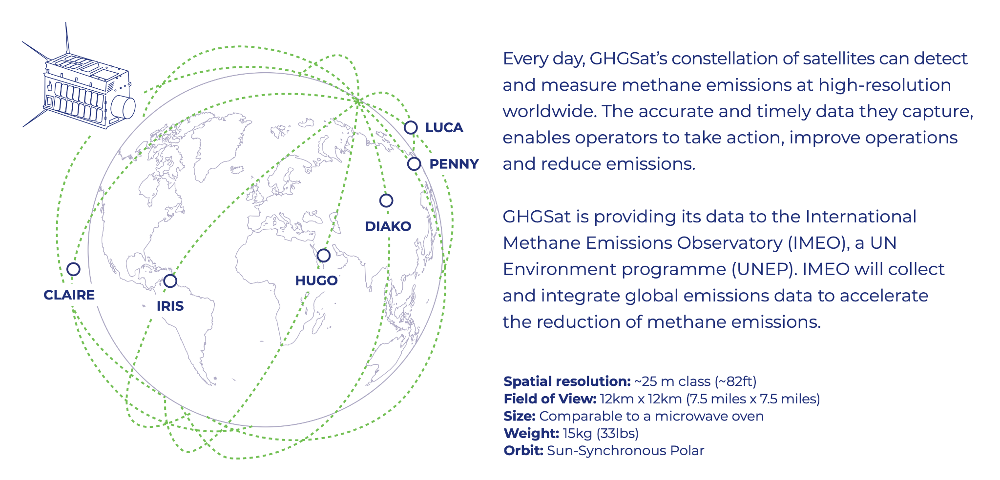 LUCA
PENNY
DIAKO
HUGO
CLAIRE
IRIS
Every day, GHGSat’s constellation of satellites can detect
and measure methane emissions at high-resolution
worldwide. The accurate and timely data they capture,
enables operators to take action, improve operations
and reduce emissions.
GHGSat is providing its data to the International
Methane Emissions Observatory (IMEO), a UN
Environment programme (UNEP). IMEO will collect
and integrate global emissions data to accelerate
the reduction of methane emissions.
Spatial resolution: ~25 m class (~82ft)
Field of View: 12km x 12km (7.5 miles x 7.5 miles)
Size: Comparable to a microwave oven
Weight: 15kg (33lbs)
Orbit: Sun-Synchronous Polar